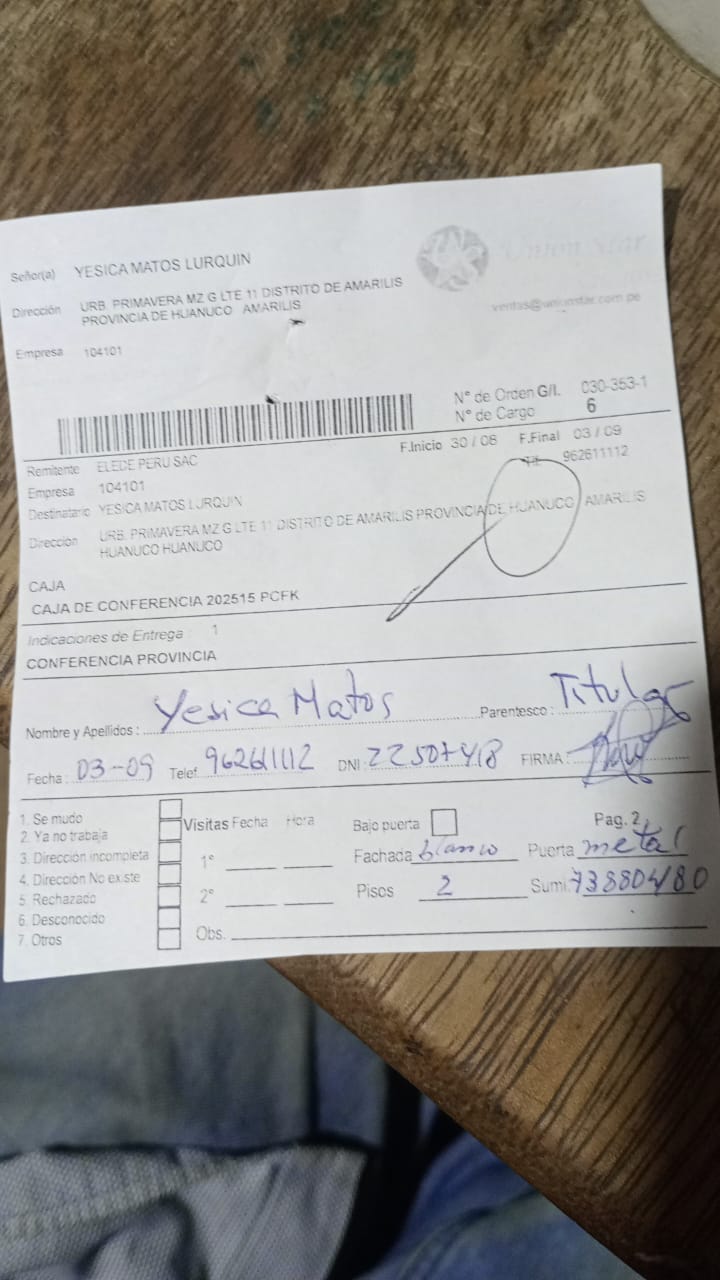 Señor(a) YESICA MATOS LURQUIN
Union Star
Dirección URB. PRIMAVERA MZ G LTE 11 DISTRITO DE AMARILIS
PROVINCIA DE HUANUCO AMARILIS
ventas@unionstar.com.pe
Empresa 104101
N° de Orden G/I. 030-353-1
N° de Cargo 6
F.Inicio 30 / 08 F.Final 03 / 09
Remitente ELEDE PERU SAC
Empresa 104101
962611112
Destinatario YESICA MATOS LURQUIN
Dirección URB. PRIMAVERA MZ G LTE 11 DISTRITO DE AMARILIS PROVINCIA DE HUANUCO AMARILIS
HUANUCO HUANUCO
CAJA
CAJA DE CONFERENCIA 202515 PCFK
Indicaciones de Entrega : 1
CONFERENCIA PROVINCIA
Nombre y Apellidos : Yesica Matos Parentesco : Titular
Fecha : 03-09 Telef. 962611112 DNI 22507418 FIRMA :
1. Se mudo
2. Ya no trabaja
3. Dirección incompleta
4. Dirección No existe
5. Rechazado
6. Desconocido
7. Otros
Visitas Fecha Hora
1°
2°
Obs.
Bajo puerta Pag. 2
Fachada blanco Puerta metal
Pisos 2 Sumi. 73880480